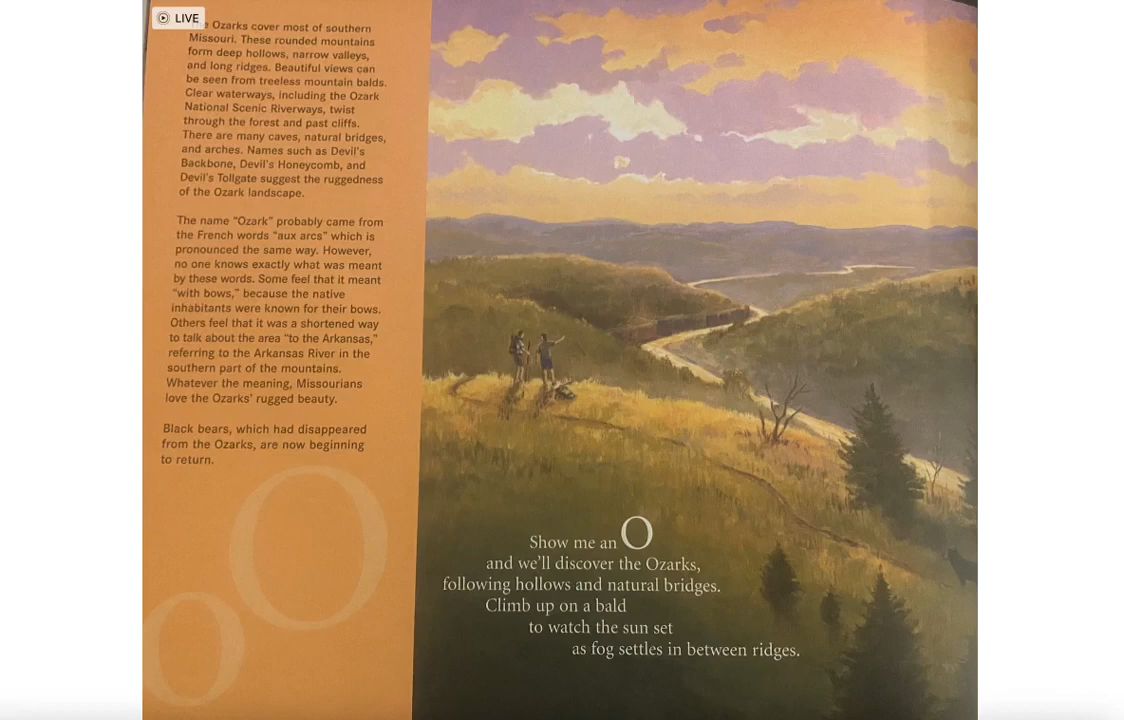 LIVE
Ozarks cover most of southern
Missouri. These rounded mountains
form deep hollows, narrow valleys,
and long ridges. Beautiful views can
be seen from treeless mountain balds.
Clear waterways, including the Ozark
National Scenic Riverways, twist
through the forest and past cliffs.
There are many caves, natural bridges,
and arches. Names such as Devil's
Backbone, Devil's Honeycomb, and
Devil's Tollgate suggest the ruggedness
of the Ozark landscape.
The name “Ozark” probably came from
the French words “aux arcs” which is
pronounced the same way. However,
no one knows exactly what was meant
by these words. Some feel that it meant
“with bows,” because the native
inhabitants were known for their bows.
Others feel that it was a shortened way
to talk about the area “to the Arkansas,”
referring to the Arkansas River in the
southern part of the mountains.
Whatever the meaning, Missourians
love the Ozarks' rugged beauty.
Black bears, which had disappeared
from the Ozarks, are now beginning
to return.
O
o
Show me an O
and we'll discover the Ozarks,
following hollows and natural bridges.
Climb up on a bald
to watch the sun set
as fog settles in between ridges.